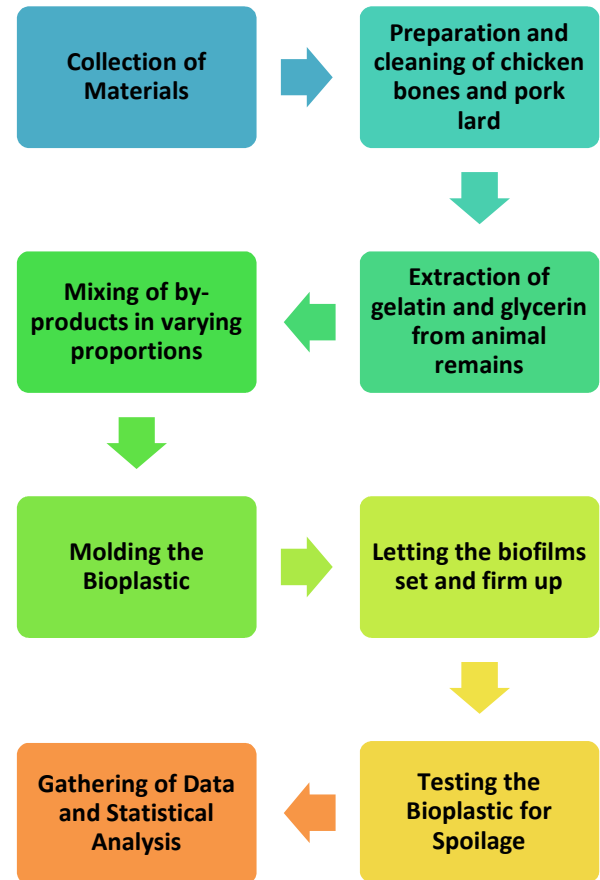 Collection of
Materials
Preparation and
cleaning of chicken
bones and pork
lard
Extraction of
gelatin and glycerin
from animal
remains
Mixing of by-
products in varying
proportions
Molding the
Bioplastic
Letting the biofilms
set and firm up
Testing the
Bioplastic for
Spoilage
Gathering of Data
and Statistical
Analysis